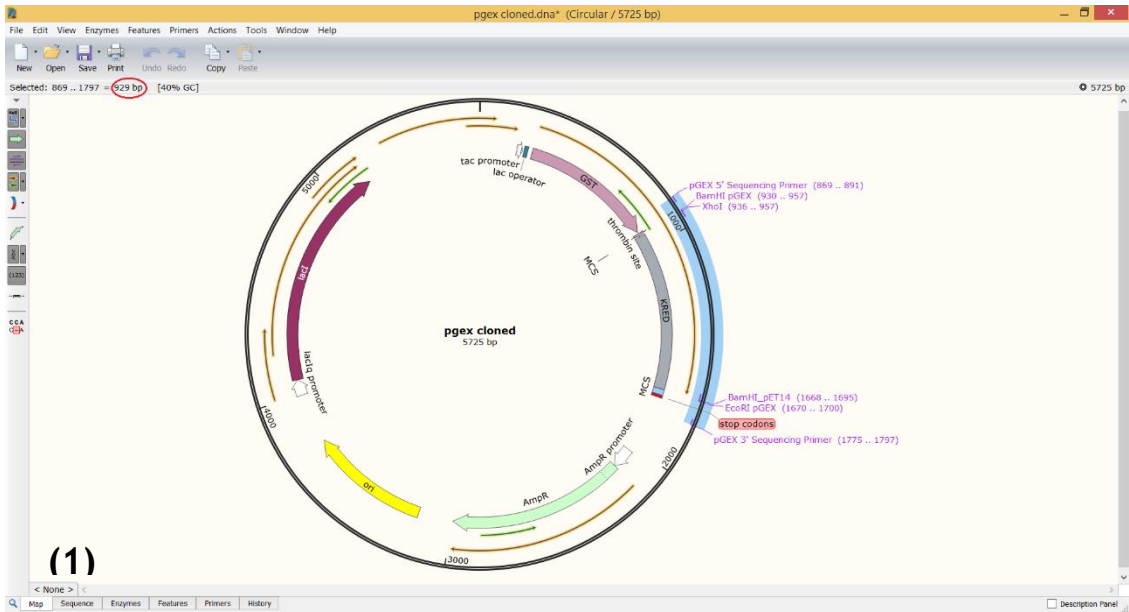 pgex cloned.dna* (Circular / 5725 bp)
File Edit View Enzymes Features Primers Actions Tools Window Help
New Open Save Print Undo Redo Copy Paste
Selected: 869 .. 1797 = 929 bp [40% GC]
5725 bp
tac promoter
lac operator
GST
thrombin site
MCS
KRED
MCS
1000
pGEX 5' Sequencing Primer (869 .. 891)
BamHI pGEX (930 .. 957)
XhoI (936 .. 957)
BamHI_pET14 (1668 .. 1695)
EcoRI pGEX (1670 .. 1700)
stop codons
pGEX 3' Sequencing Primer (1775 .. 1797)
2000
AmpR promoter
AmpR
3000
ori
4000
lacIq promoter
lacI
5000
pgex cloned
5725 bp
(1)
< None >
Map Sequence Enzymes Features Primers History
Description Panel